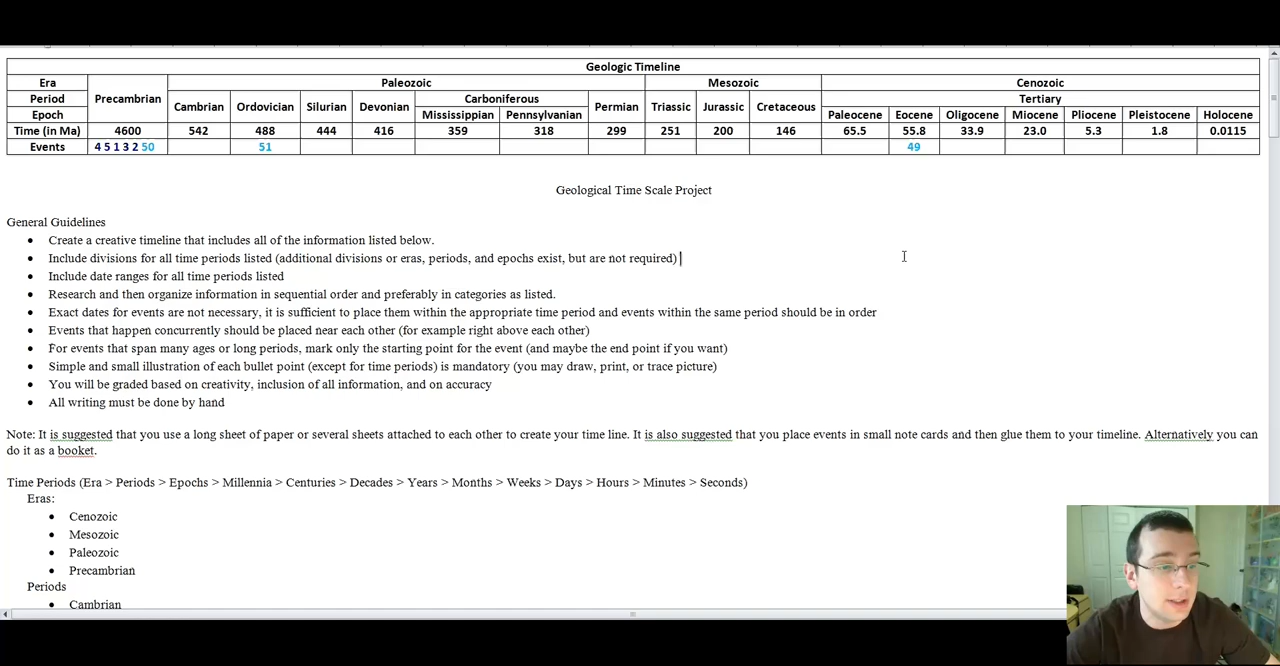 Geologic Timeline
Era Paleozoic Mesozoic Cenozoic
Period Precambrian Cambrian Ordovician Silurian Devonian Carboniferous Permian Triassic Jurassic Cretaceous Tertiary
Epoch Mississippian Pennsylvanian Paleocene Eocene Oligocene Miocene Pliocene Pleistocene Holocene
Time (in Ma) 4600 542 488 444 416 359 318 299 251 200 146 65.5 55.8 33.9 23.0 5.3 1.8 0.0115
Events 4 5 1 3 2 50 51 49
Geological Time Scale Project
General Guidelines
• Create a creative timeline that includes all of the information listed below.
• Include divisions for all time periods listed (additional divisions or eras, periods, and epochs exist, but are not required)
• Include date ranges for all time periods listed
• Research and then organize information in sequential order and preferably in categories as listed.
• Exact dates for events are not necessary, it is sufficient to place them within the appropriate time period and events within the same period should be in order
• Events that happen concurrently should be placed near each other (for example right above each other)
• For events that span many ages or long periods, mark only the starting point for the event (and maybe the end point if you want)
• Simple and small illustration of each bullet point (except for time periods) is mandatory (you may draw, print, or trace picture)
• You will be graded based on creativity, inclusion of all information, and on accuracy
• All writing must be done by hand
Note: It is suggested that you use a long sheet of paper or several sheets attached to each other to create your time line. It is also suggested that you place events in small note cards and then glue them to your timeline. Alternatively you can
do it as a booket.
Time Periods (Era > Periods > Epochs > Millennia > Centuries > Decades > Years > Months > Weeks > Days > Hours > Minutes > Seconds)
Eras:
• Cenozoic
• Mesozoic
• Paleozoic
• Precambrian
Periods
• Cambrian